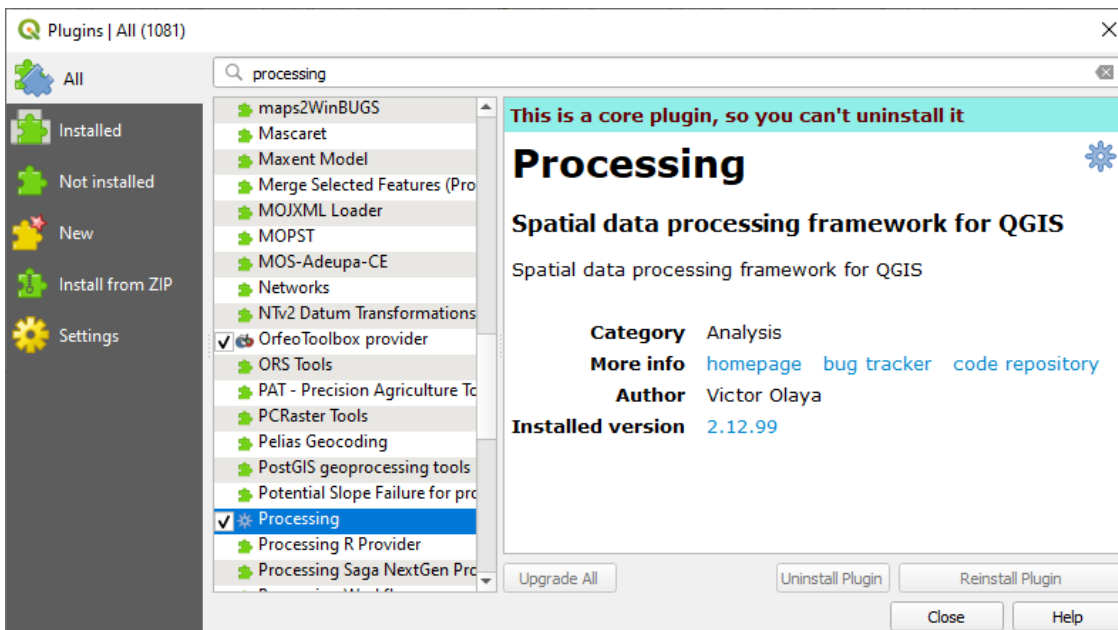 Plugins | All (1081)
All
Installed
Not installed
New
Install from ZIP
Settings
processing
maps2WinBUGS
Mascaret
Maxent Model
Merge Selected Features (Pro
MOJXML Loader
MOPST
MOS-Adeupa-CE
Networks
NTv2 Datum Transformations
OrfeoToolbox provider
ORS Tools
PAT - Precision Agriculture To
PCRaster Tools
Pelias Geocoding
PostGIS geoprocessing tools
Potential Slope Failure for pro
Processing
Processing R Provider
Processing Saga NextGen Pro
This is a core plugin, so you can't uninstall it
Processing
Spatial data processing framework for QGIS
Spatial data processing framework for QGIS
Category Analysis
More info homepage bug tracker code repository
Author Victor Olaya
Installed version 2.12.99
Upgrade All Uninstall Plugin Reinstall Plugin
Close Help